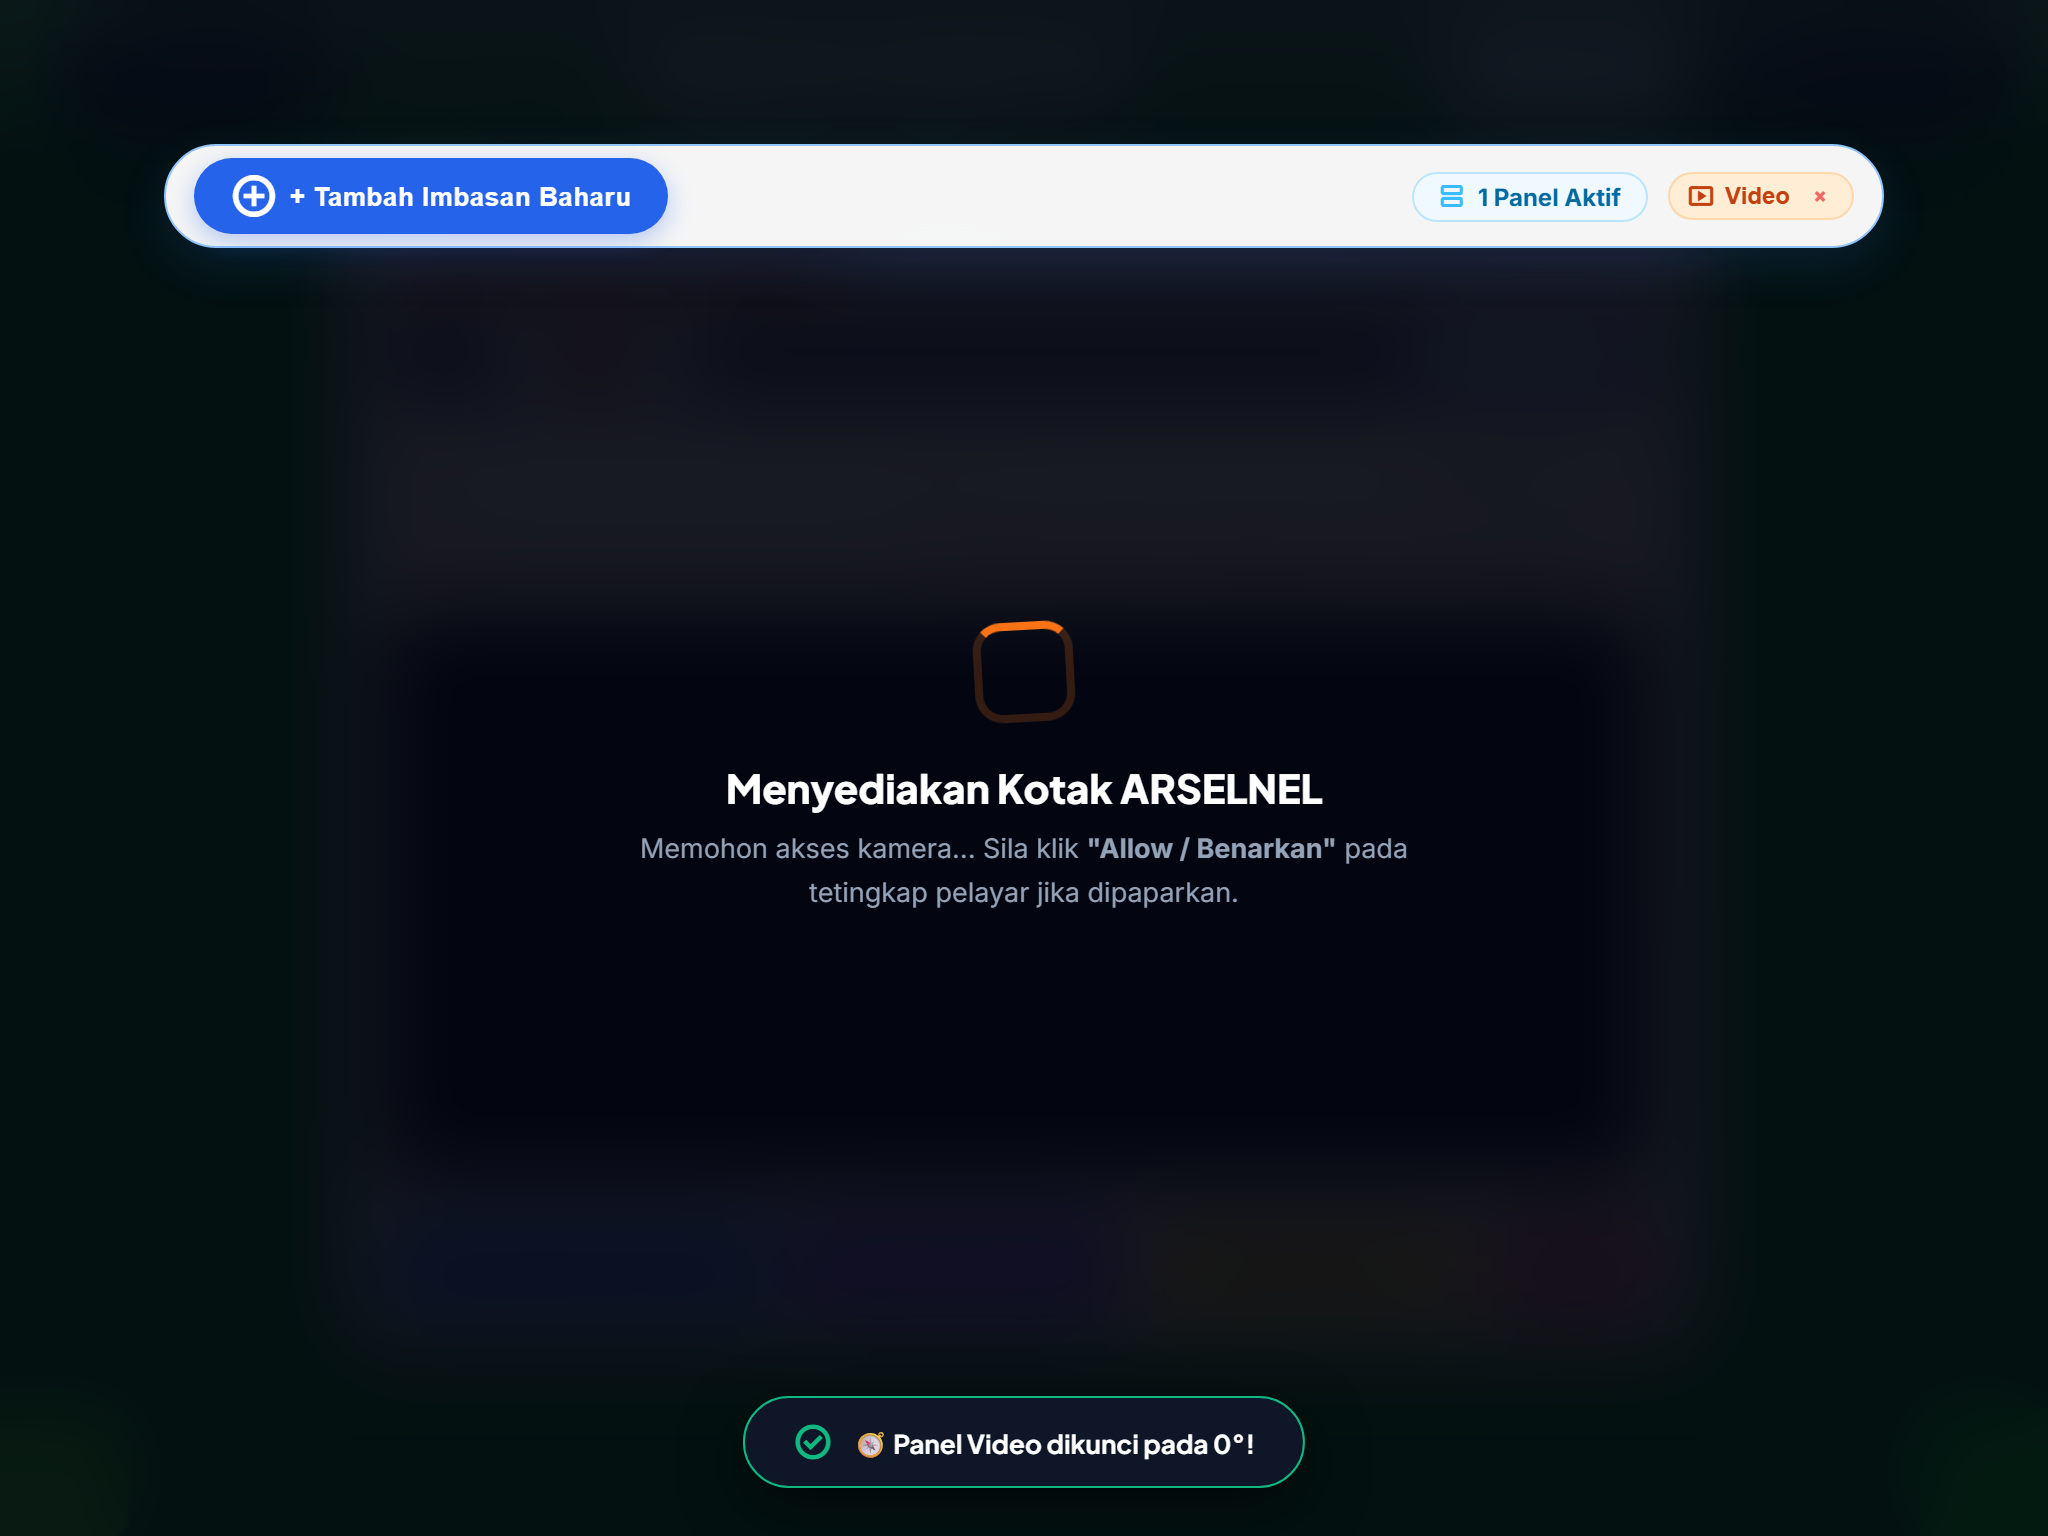 + Tambah Imbasan Baharu
1 Panel Aktif
Video ×
Menyediakan Kotak ARSELNEL
Memohon akses kamera... Sila klik "Allow / Benarkan" pada
tetingkap pelayar jika dipaparkan.
🧭 Panel Video dikunci pada 0°!